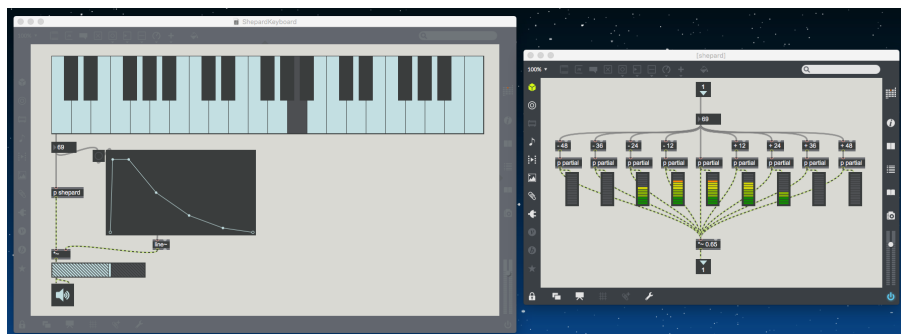 ShepardKeyboard
69
p shepard
line~
*~
[shepard]
100%
1
69
- 48
- 36
- 24
- 12
+ 12
+ 24
+ 36
+ 48
p partial
p partial
p partial
p partial
p partial
p partial
p partial
p partial
p partial
*~ 0.65
1